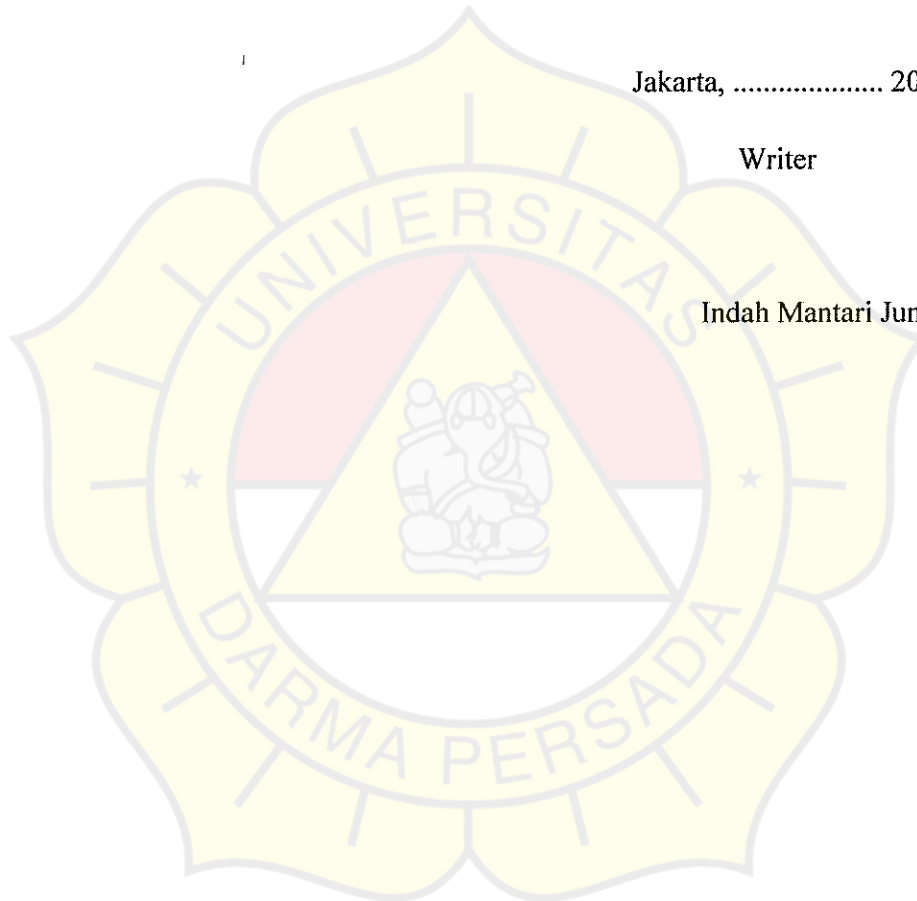 Jakarta, .................... 20
Writer
Indah Mantari Jun
UNIVERSITAS
DARMA PERSADA